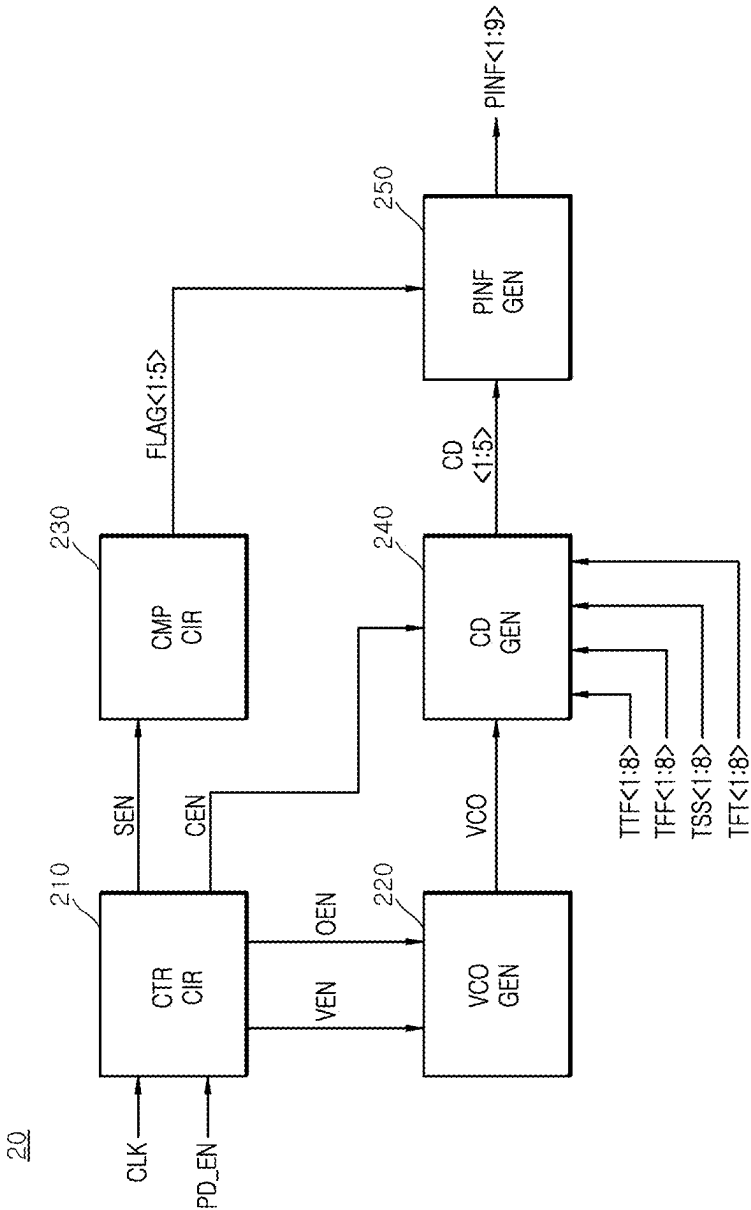 20
CLK
PD_EN
210
CTR
CIR
SEN
CEN
VEN
OEN
220
VCO
GEN
VCO
230
CMP
CIR
FLAG<1:5>
240
CD
GEN
TTF<1:8>
TFF<1:8>
TSS<1:8>
TFT<1:8>
CD
<1:5>
250
PINF
GEN
PINF<1:9>